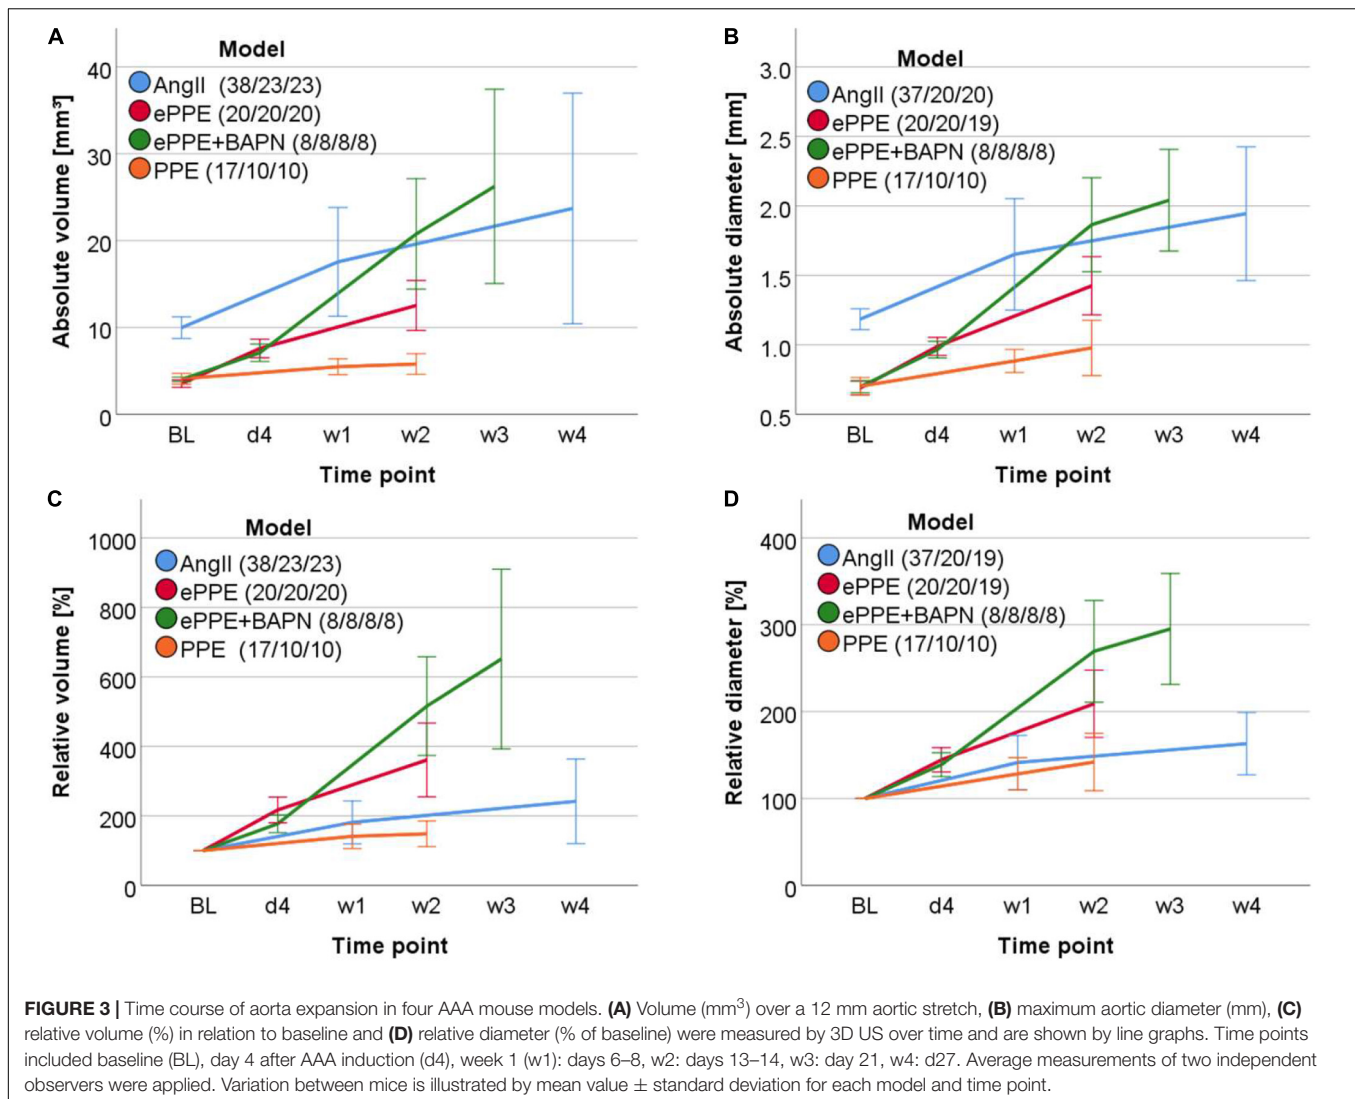 A
Model
AngII (38/23/23)
ePPE (20/20/20)
ePPE+BAPN (8/8/8/8)
PPE (17/10/10)
Absolute volume [mm³]
40
30
20
10
0
BL d4 w1 w2 w3 w4
Time point
B
Model
AngII (37/20/20)
ePPE (20/20/19)
ePPE+BAPN (8/8/8/8)
PPE (17/10/10)
Absolute diameter [mm]
3.0
2.5
2.0
1.5
1.0
0.5
BL d4 w1 w2 w3 w4
Time point
C
Model
AngII (38/23/23)
ePPE (20/20/20)
ePPE+BAPN (8/8/8/8)
PPE (17/10/10)
Relative volume [%]
1000
800
600
400
200
0
BL d4 w1 w2 w3 w4
Time point
D
Model
AngII (37/20/19)
ePPE (20/20/19)
ePPE+BAPN (8/8/8/8)
PPE (17/10/10)
Relative diameter [%]
400
300
200
100
0
BL d4 w1 w2 w3 w4
Time point
FIGURE 3 | Time course of aorta expansion in four AAA mouse models. (A) Volume (mm³) over a 12 mm aortic stretch, (B) maximum aortic diameter (mm), (C)
relative volume (%) in relation to baseline and (D) relative diameter (% of baseline) were measured by 3D US over time and are shown by line graphs. Time points
included baseline (BL), day 4 after AAA induction (d4), week 1 (w1): days 6–8, w2: days 13–14, w3: day 21, w4: d27. Average measurements of two independent
observers were applied. Variation between mice is illustrated by mean value ± standard deviation for each model and time point.